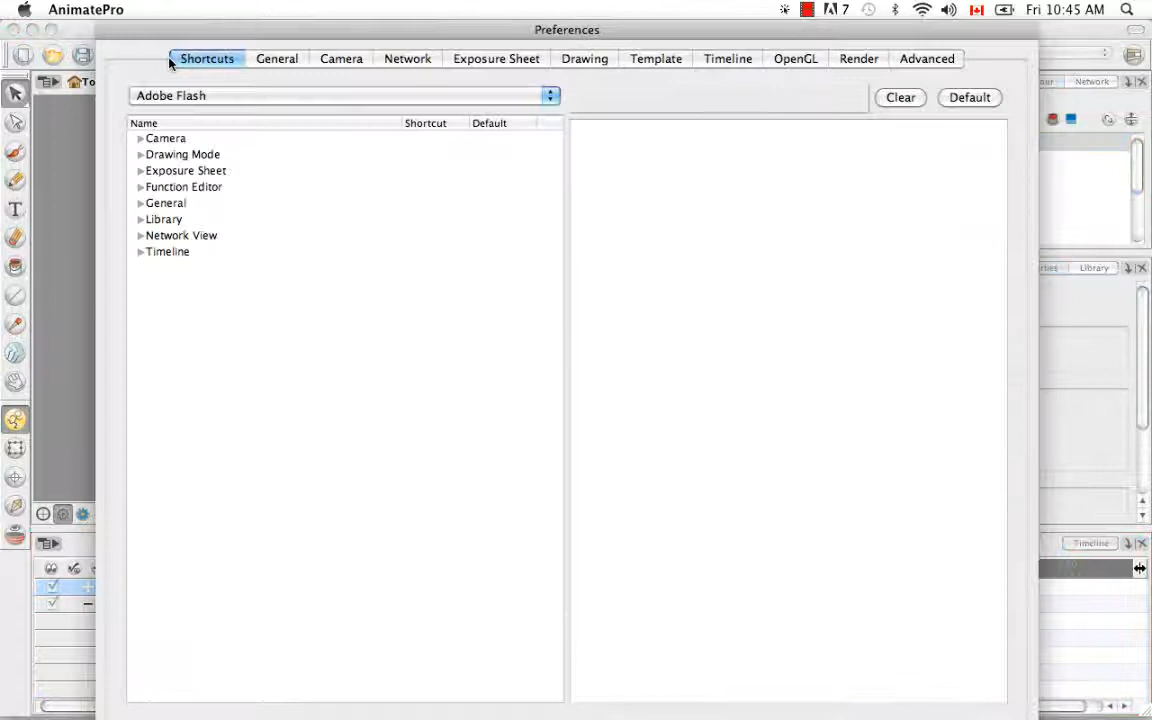 AnimatePro 7 Fri 10:45 AM
Preferences
Shortcuts General Camera Network Exposure Sheet Drawing Template Timeline OpenGL Render Advanced
To
Network
Adobe Flash
Clear Default
Name Shortcut Default
Camera
Drawing Mode
Exposure Sheet
Function Editor
General
Library
Network View
Timeline
T
Library
Timeline